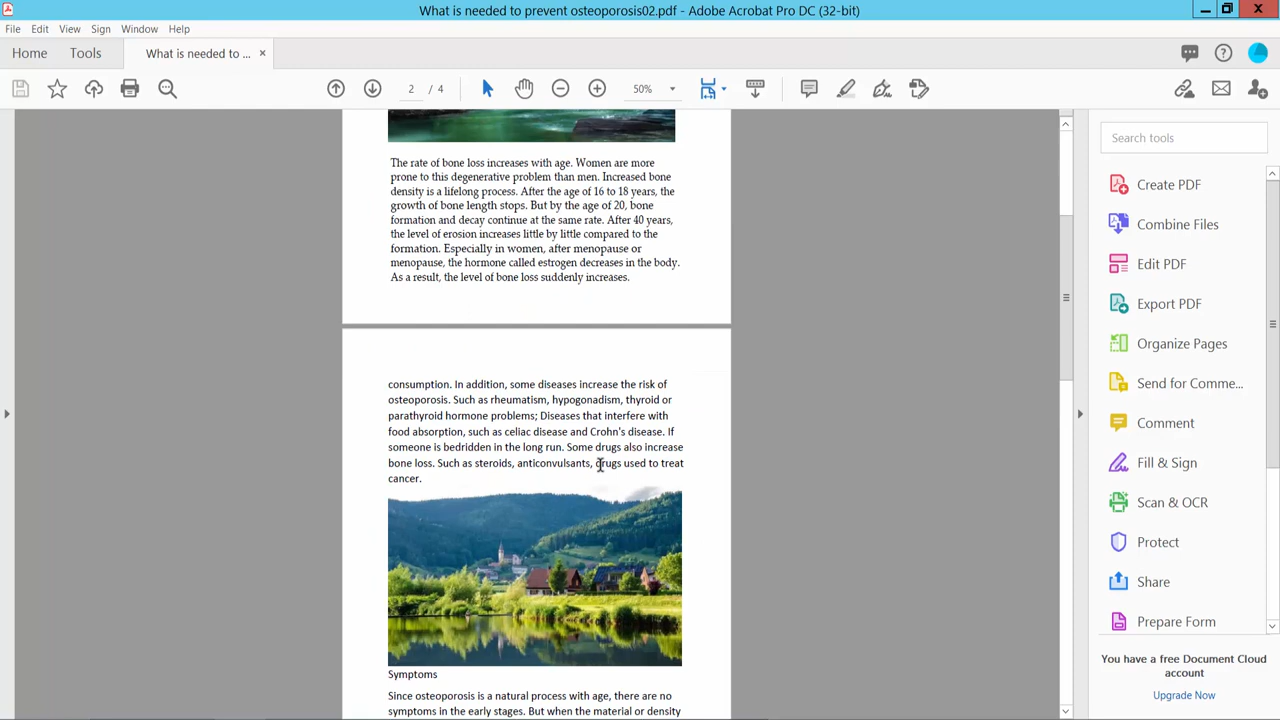 What is needed to prevent osteoporosis02.pdf - Adobe Acrobat Pro DC (32-bit)
File Edit View Sign Window Help
Home Tools What is needed to ... ×
2 / 4 50%
Search tools
The rate of bone loss increases with age. Women are more
prone to this degenerative problem than men. Increased bone
density is a lifelong process. After the age of 16 to 18 years, the
growth of bone length stops. But by the age of 20, bone
formation and decay continue at the same rate. After 40 years,
the level of erosion increases little by little compared to the
formation. Especially in women, after menopause or
menopause, the hormone called estrogen decreases in the body.
As a result, the level of bone loss suddenly increases.
consumption. In addition, some diseases increase the risk of
osteoporosis. Such as rheumatism, hypogonadism, thyroid or
parathyroid hormone problems; Diseases that interfere with
food absorption, such as celiac disease and Crohn's disease. If
someone is bedridden in the long run. Some drugs also increase
bone loss. Such as steroids, anticonvulsants, drugs used to treat
cancer.
Symptoms
Since osteoporosis is a natural process with age, there are no
symptoms in the early stages. But when the material or density
Create PDF
Combine Files
Edit PDF
Export PDF
Organize Pages
Send for Comme...
Comment
Fill & Sign
Scan & OCR
Protect
Share
Prepare Form
You have a free Document Cloud
account
Upgrade Now